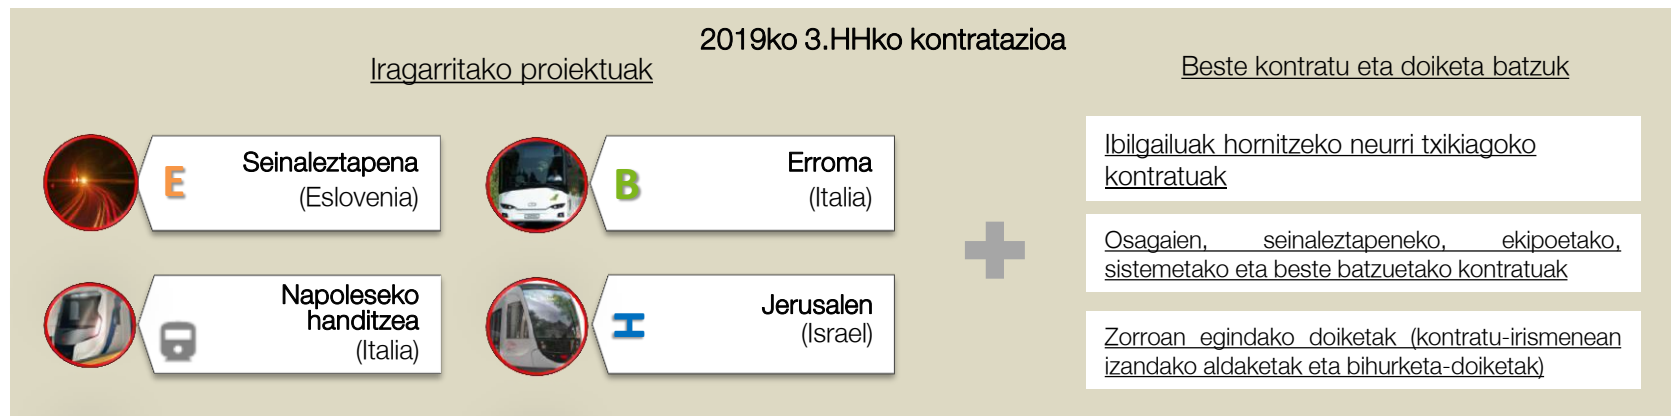 2019ko 3.HHko kontratazioa
Iragarritako proiektuak
E
Seinaleztapena
(Eslovenia)
B
Erroma
(Italia)
Napoleseko
handitzea
(Italia)
H
Jerusalen
(Israel)
Beste kontratu eta doiketa batzuk
Ibilgailuak hornitzeko neurri txikiagoko
kontratuak
Osagaien, seinaleztapeneko, ekipoetako,
sistemetako eta beste batzuetako kontratuak
Zorroan egindako doiketak (kontratu-irismenean
izandako aldaketak eta bihurketa-doiketak)